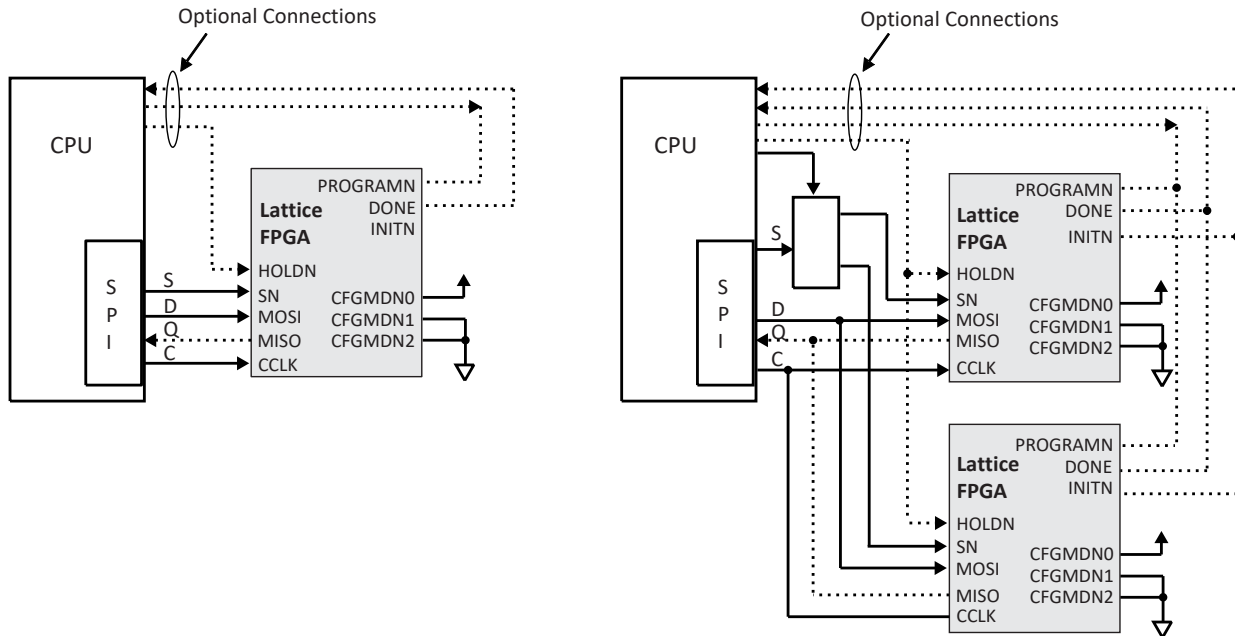 Optional Connections
CPU
PROGRAMN
Lattice
DONE
FPGA
INITN
HOLDN
S
SN
D
MOSI
Q
MISO
C
CCLK
CFGMDN0
CFGMDN1
CFGMDN2
S
P
I
Optional Connections
CPU
S
PROGRAMN
Lattice
DONE
FPGA
INITN
HOLDN
SN
D
MOSI
Q
MISO
C
CCLK
CFGMDN0
CFGMDN1
CFGMDN2
S
P
I
PROGRAMN
Lattice
DONE
FPGA
INITN
HOLDN
SN
MOSI
MISO
CCLK
CFGMDN0
CFGMDN1
CFGMDN2